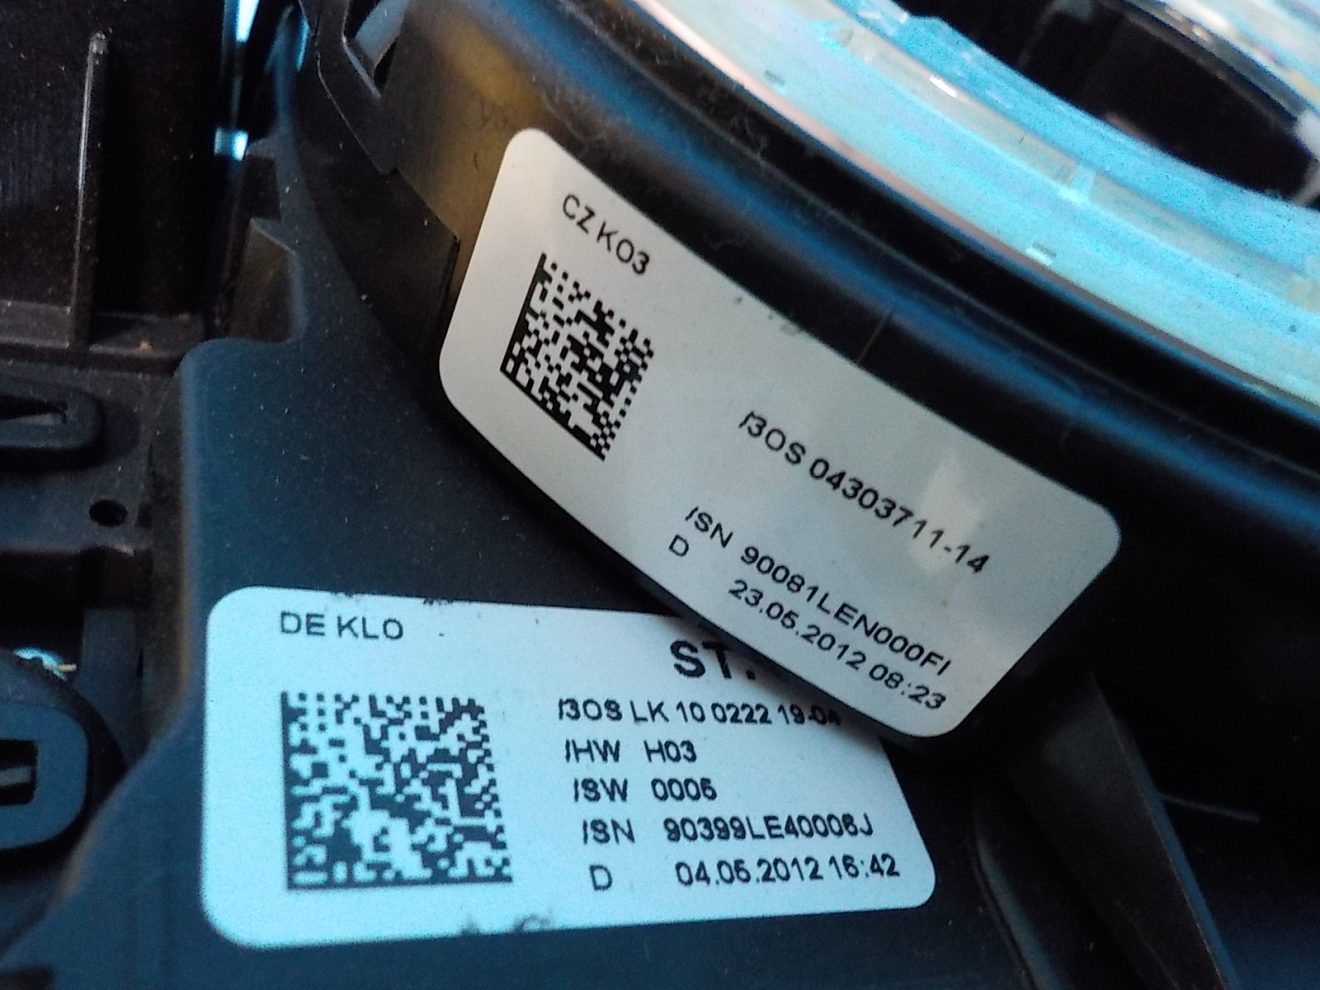 CZ K03
/3OS 04303711-14
/SN 90081LEN000FI
D 23.05.2012 08:23
DE KLO
ST.
/3OS LK 10 0222 19-04
/HW H03
/SW 0005
/SN 90399LE40006J
D 04.05.2012 16:42